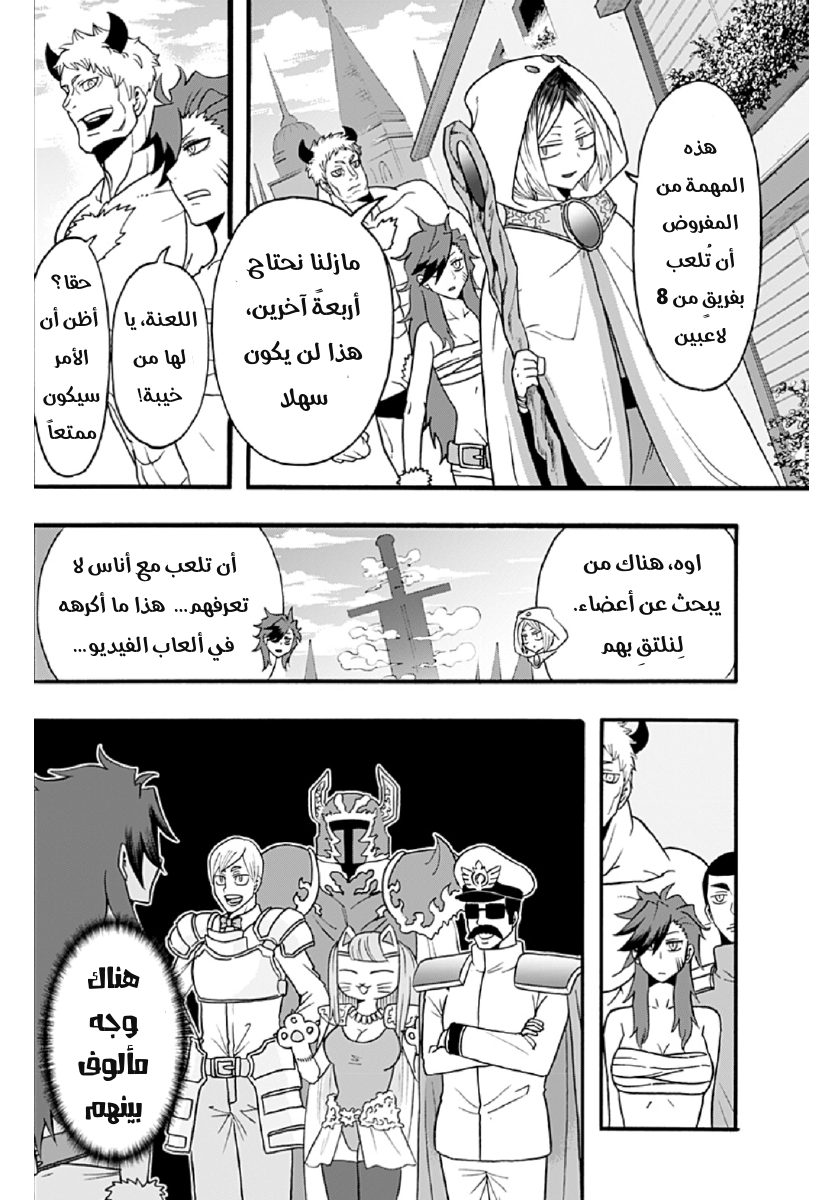 هذه
المهمة من
المفروض
أن تُلعب
بفريقٍ من 8
لاعبين
مازلنا نحتاج
أربعةً آخرين،
هذا لن يكون
سهلا
اللعنة، يا
لها من
خيبة!
حقا؟
أظن أن
الأمر
سيكون
ممتعاً
اوه، هناك من
يبحث عن أعضاء.
لِنلتقِ بهم
أن تلعب مع أناس لا
تعرفهم... هذا ما أكرهه
في ألعاب الفيديو...
هناك
وجه
مألوف
بينهم